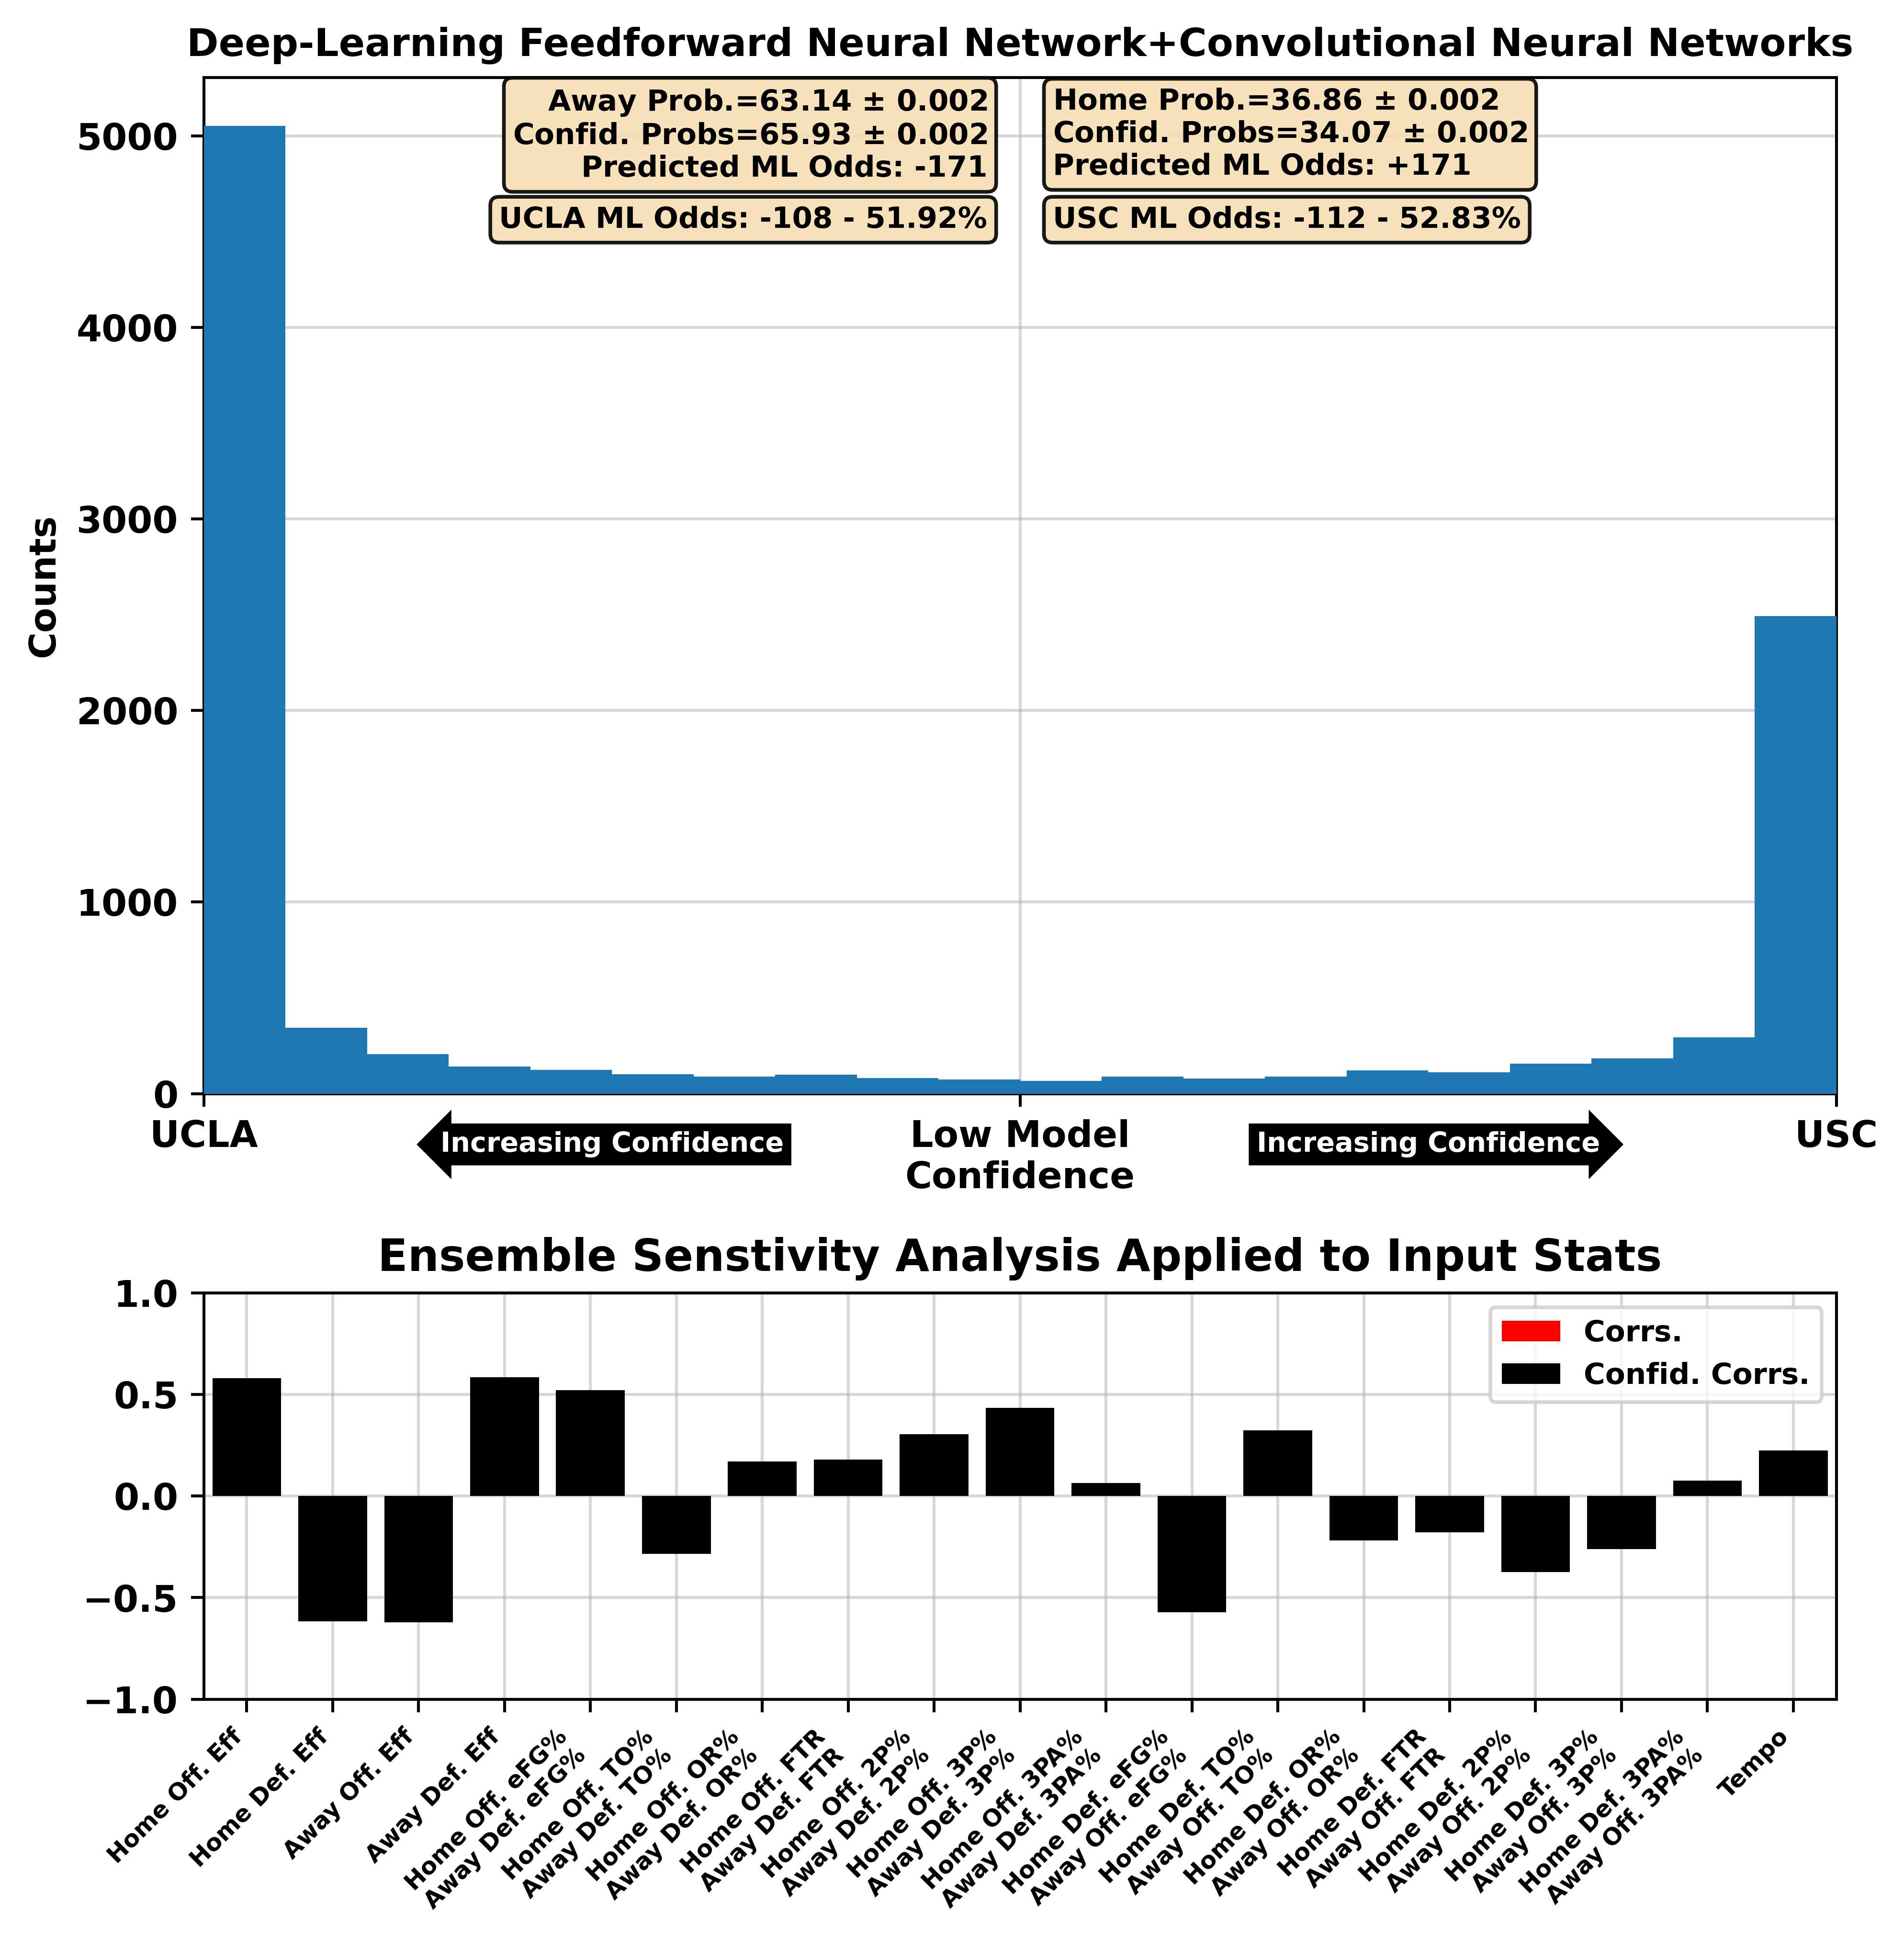 Deep-Learning Feedforward Neural Network+Convolutional Neural Networks
Away Prob.=63.14 ± 0.002
Confid. Probs=65.93 ± 0.002
Predicted ML Odds: -171
UCLA ML Odds: -108 - 51.92%
Home Prob.=36.86 ± 0.002
Confid. Probs=34.07 ± 0.002
Predicted ML Odds: +171
USC ML Odds: -112 - 52.83%
Counts
5000
4000
3000
2000
1000
0
UCLA
Increasing Confidence
Low Model
Confidence
Increasing Confidence
USC
Ensemble Senstivity Analysis Applied to Input Stats
1.0
0.5
0.0
−0.5
−1.0
Corrs.
Confid. Corrs.
Home Off. Eff
Home Def. Eff
Away Off. Eff
Away Def. Eff
Home Off. eFG%
Away Def. eFG%
Home Off. TO%
Away Def. TO%
Home Off. OR%
Away Def. OR%
Home Off. FTR
Away Def. FTR
Home Off. 2P%
Away Def. 2P%
Home Off. 3P%
Away Def. 3P%
Home Off. 3PA%
Away Def. 3PA%
Home Def. eFG%
Away Off. eFG%
Home Def. TO%
Away Off. TO%
Home Def. OR%
Away Off. OR%
Home Def. FTR
Away Off. FTR
Home Def. 2P%
Away Off. 2P%
Home Def. 3P%
Away Off. 3P%
Home Def. 3PA%
Away Off. 3PA%
Tempo